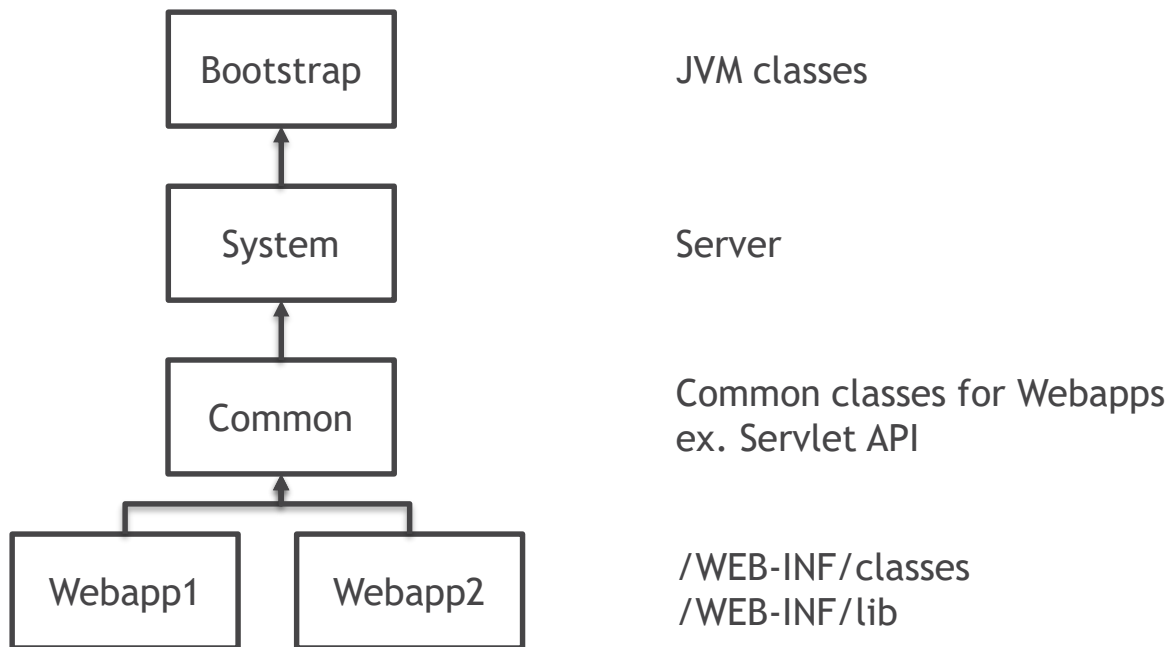 Bootstrap
JVM classes
System
Server
Common
Common classes for Webapps
ex. Servlet API
Webapp1
Webapp2
/WEB-INF/classes
/WEB-INF/lib